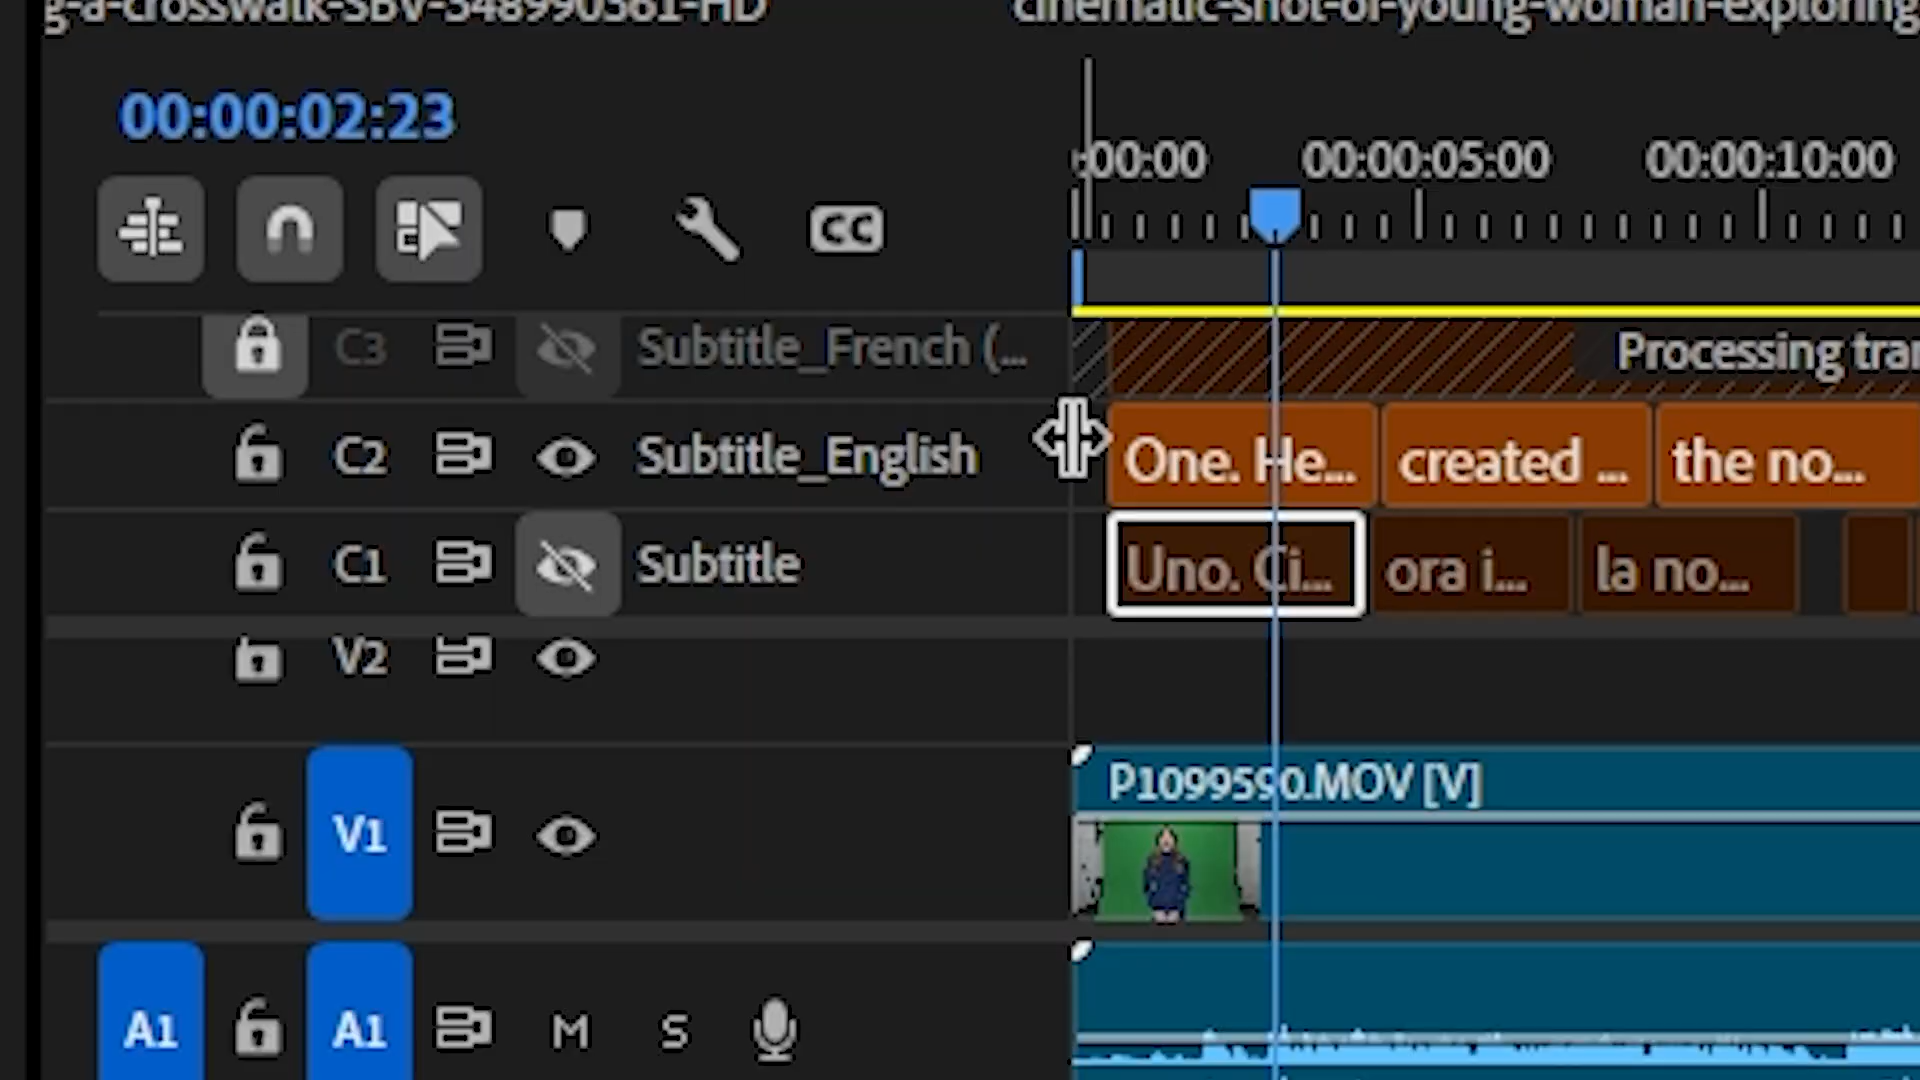 g-a-crosswalk-SBV-348990361-HD cinematic-shot-of-young-woman-exploring
00:00:02:23
:00:00 00:00:05:00 00:00:10:00
CC
C3 Subtitle_French (... Processing tran
C2 Subtitle_English One. He... created ... the no...
C1 Subtitle Uno. Ci... ora i... la no...
V2
V1 P1099590.MOV [V]
A1 A1 M S